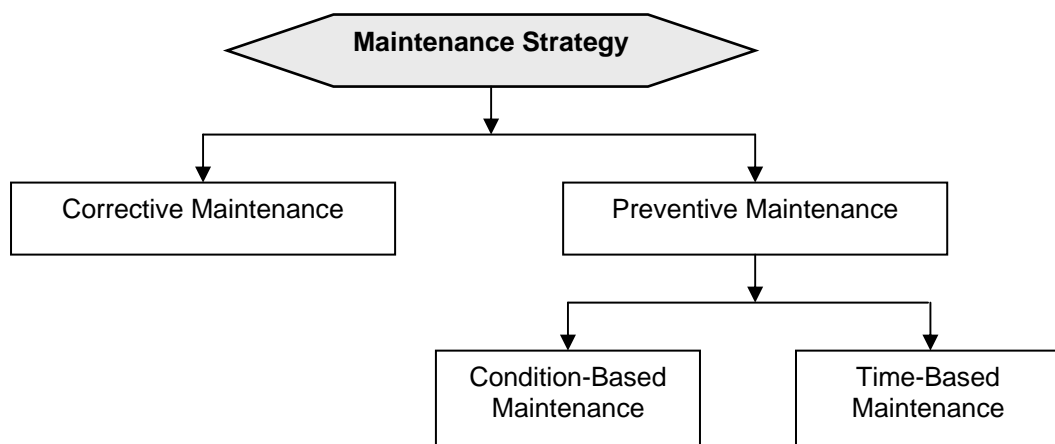 Maintenance Strategy
Corrective Maintenance
Preventive Maintenance
Condition-Based
Maintenance
Time-Based
Maintenance